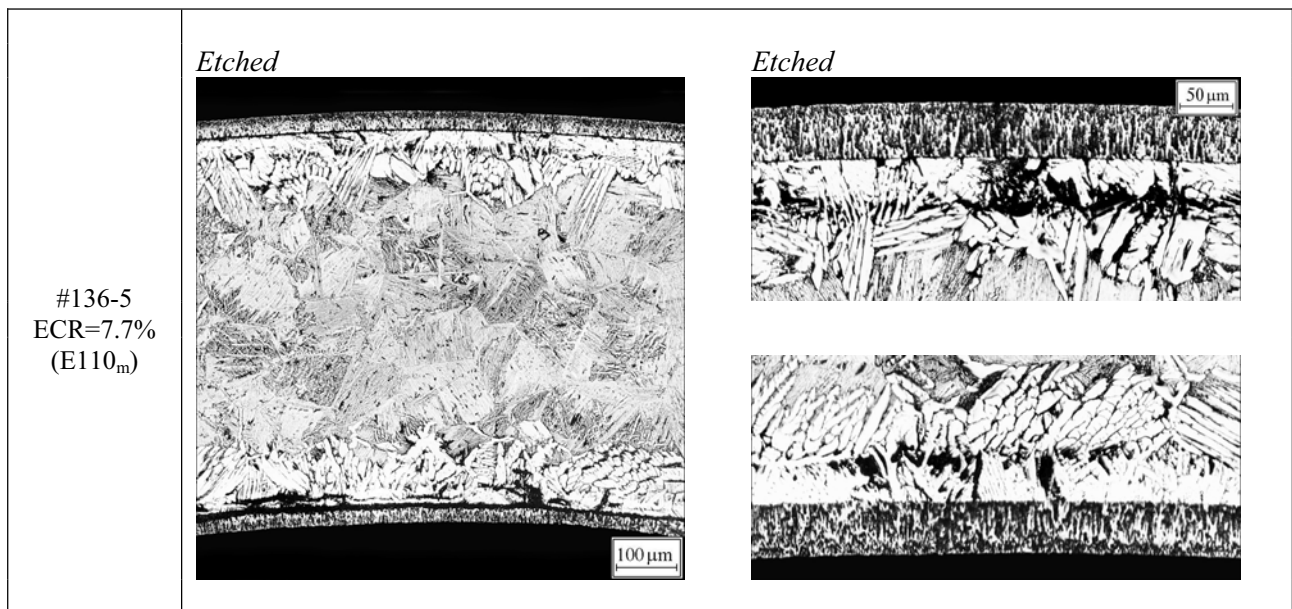 Etched
Etched
50 µm
#136-5
ECR=7.7%
(E110m)
100 µm